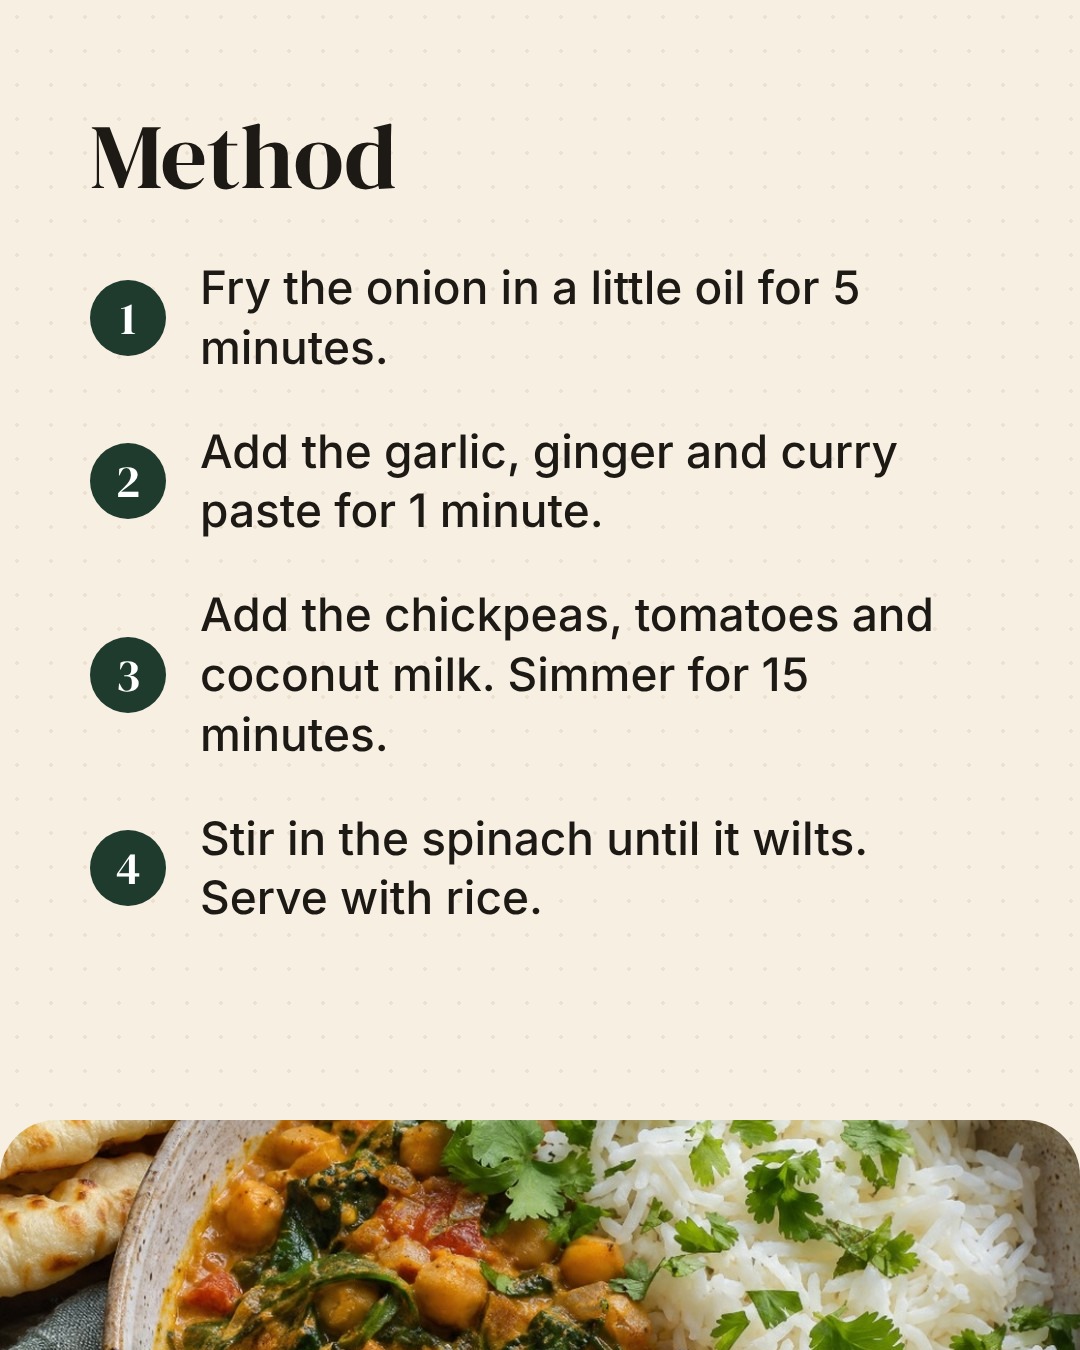 Method
1
Fry the onion in a little oil for 5
minutes.
2
Add the garlic, ginger and curry
paste for 1 minute.
3
Add the chickpeas, tomatoes and
coconut milk. Simmer for 15
minutes.
4
Stir in the spinach until it wilts.
Serve with rice.